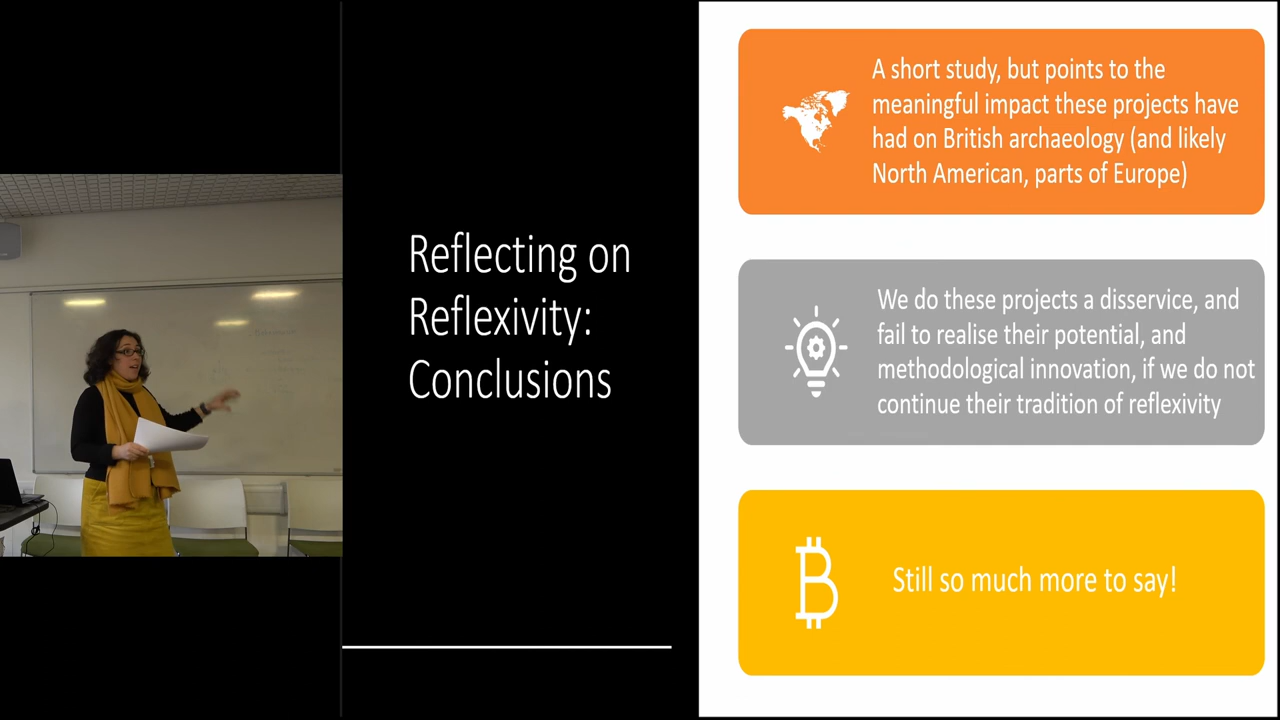 Reflecting on
Reflexivity:
Conclusions
A short study, but points to the
meaningful impact these projects have
had on British archaeology (and likely
North American, parts of Europe)
We do these projects a disservice, and
fail to realise their potential, and
methodological innovation, if we do not
continue their tradition of reflexivity
Still so much more to say!